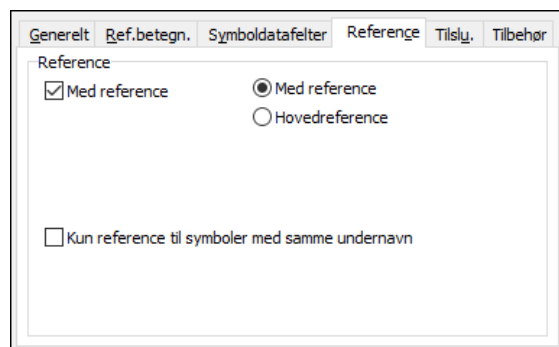 Generelt Ref.betegn. Symboldatafelter Reference Tilslu. Tilbehør
Reference
Med reference Med reference
Hovedreference
Kun reference til symboler med samme undernavn